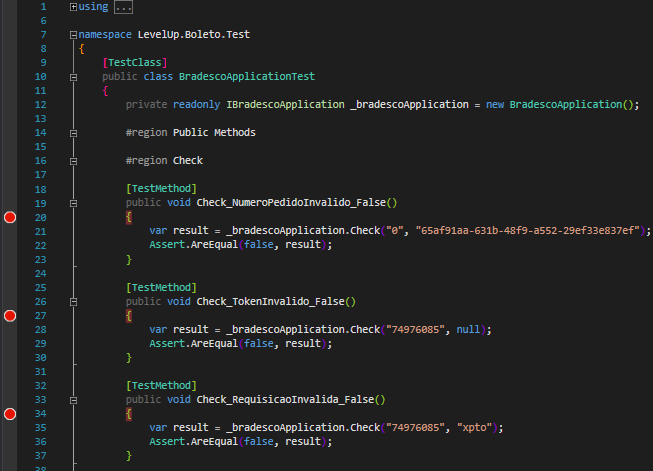 1 using ...
6
7 namespace LevelUp.Boleto.Test
8 {
9 [TestClass]
10 public class BradescoApplicationTest
11 {
12 private readonly IBradescoApplication _bradescoApplication = new BradescoApplication();
13
14 #region Public Methods
15
16 #region Check
17
18 [TestMethod]
19 public void Check_NumeroPedidoInvalido_False()
20 {
21 var result = _bradescoApplication.Check("0", "65af91aa-631b-48f9-a552-29ef33e837ef");
22 Assert.AreEqual(false, result);
23 }
24
25 [TestMethod]
26 public void Check_TokenInvalido_False()
27 {
28 var result = _bradescoApplication.Check("74976085", null);
29 Assert.AreEqual(false, result);
30 }
31
32 [TestMethod]
33 public void Check_RequisicaoInvalida_False()
34 {
35 var result = _bradescoApplication.Check("74976085", "xpto");
36 Assert.AreEqual(false, result);
37 }
38